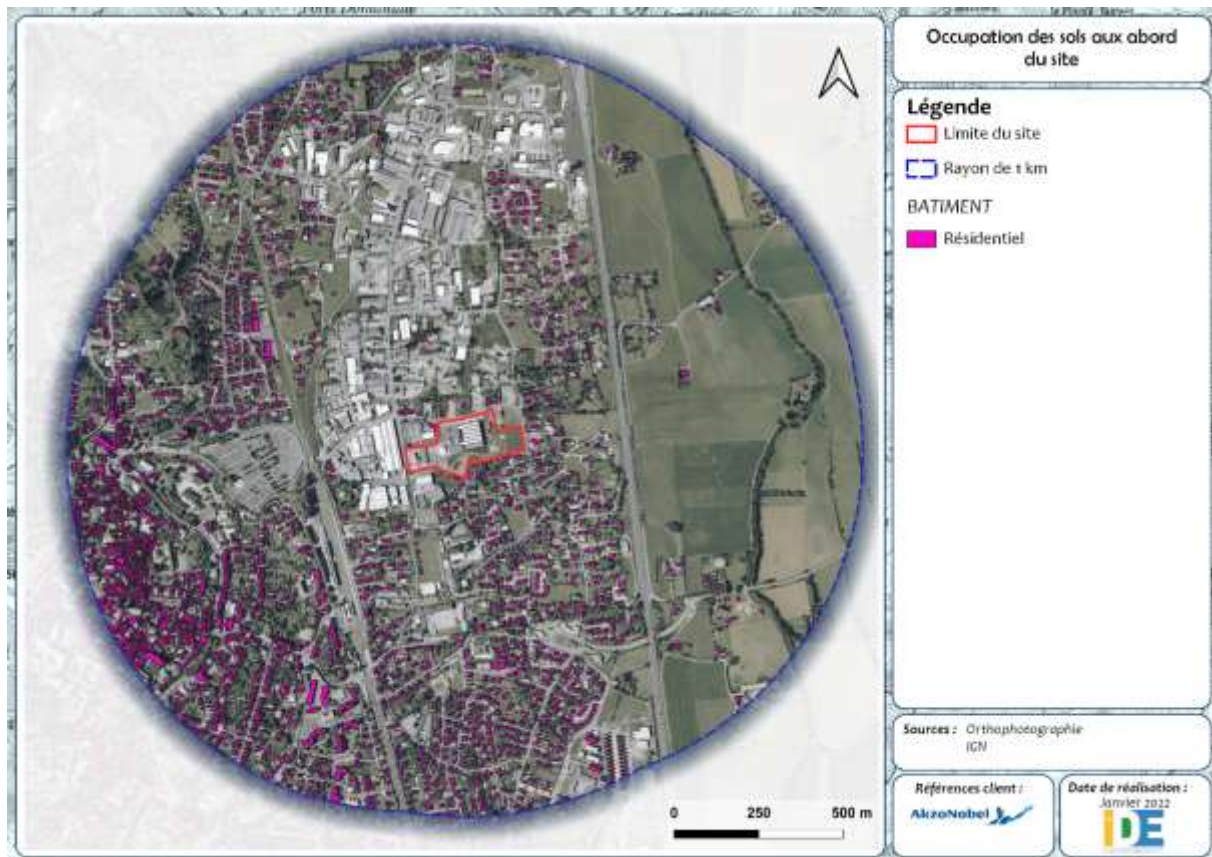 Occupation des sols aux abord
du site
Légende
Limite du site
Rayon de 1 km
BATIMENT
Résidentiel
0 250 500 m
Sources : Orthophotographie
IGN
Références client :
AkzoNobel
Date de réalisation :
Janvier 2022
IDE